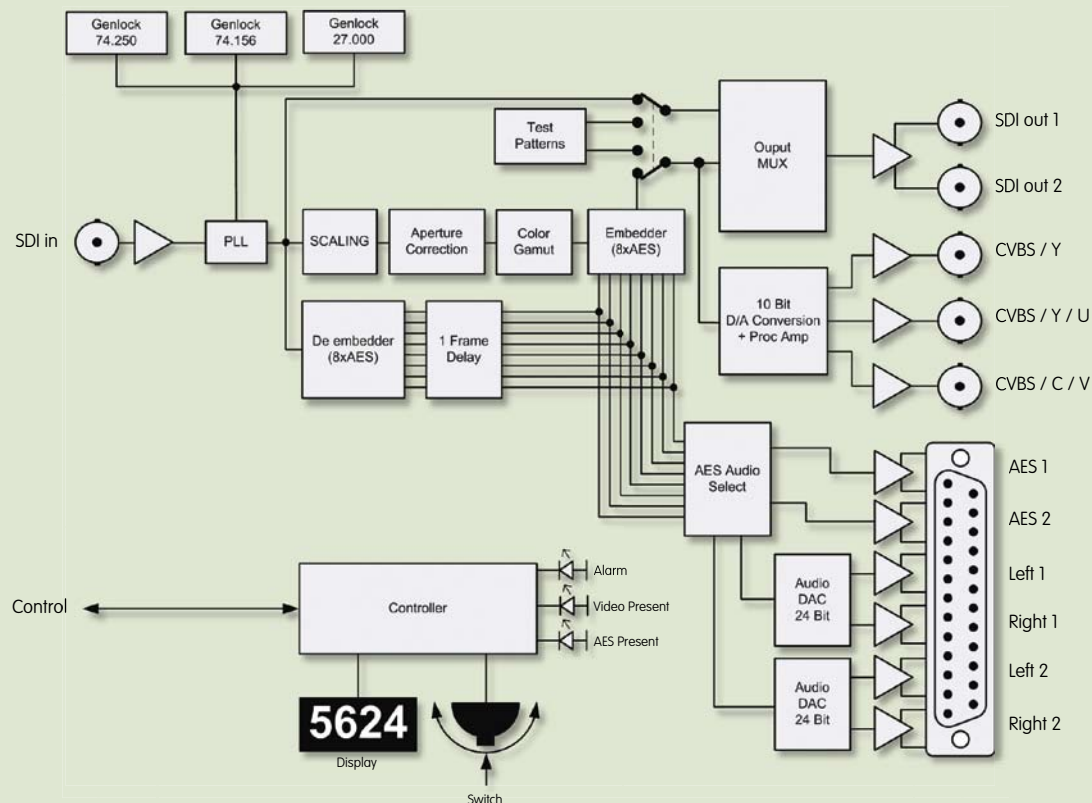 Genlock
74.250
Genlock
74.156
Genlock
27.000
Test
Patterns
Ouput
MUX
SDI out 1
SDI out 2
SDI in
PLL
SCALING
Aperture
Correction
Color
Gamut
Embedder
(8xAES)
CVBS / Y
10 Bit
D/A Conversion
+ Proc Amp
CVBS / Y / U
CVBS / C / V
De embedder
(8xAES)
1 Frame
Delay
AES Audio
Select
AES 1
AES 2
Left 1
Right 1
Left 2
Right 2
Audio
DAC
24 Bit
Audio
DAC
24 Bit
Control
Controller
Alarm
Video Present
AES Present
5624
Display
Switch